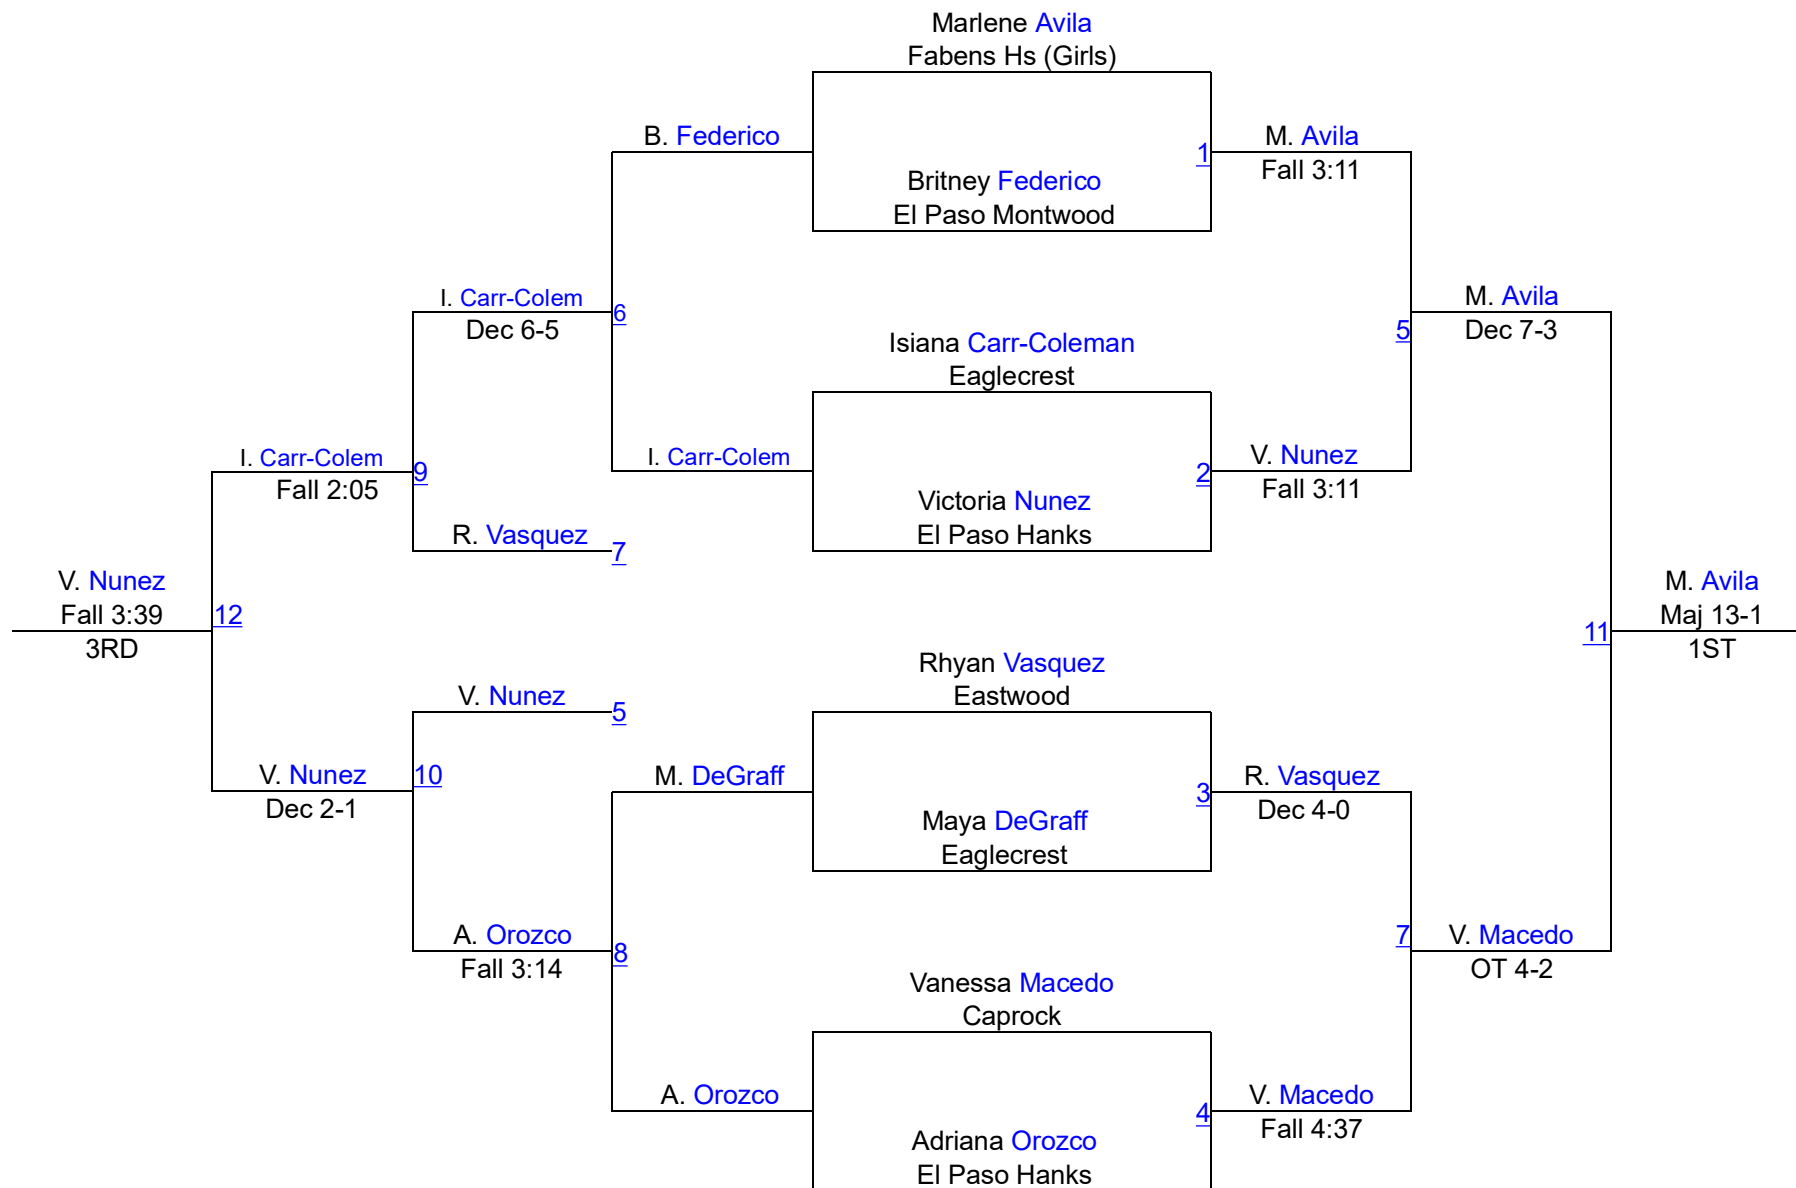 Marlene Avila
Fabens Hs (Girls)
B. Federico
1
M. Avila
Fall 3:11
Britney Federico
El Paso Montwood
I. Carr-Colem
Dec 6-5
6
M. Avila
Dec 7-3
5
Isiana Carr-Coleman
Eaglecrest
I. Carr-Colem
Fall 2:05
9
I. Carr-Colem
2
V. Nunez
Fall 3:11
Victoria Nunez
El Paso Hanks
R. Vasquez
7
V. Nunez
Fall 3:39
3RD
12
M. Avila
Maj 13-1
1ST
11
Rhyan Vasquez
Eastwood
V. Nunez
5
V. Nunez
Dec 2-1
10
M. DeGraff
3
R. Vasquez
Dec 4-0
Maya DeGraff
Eaglecrest
A. Orozco
Fall 3:14
8
7
V. Macedo
OT 4-2
Vanessa Macedo
Caprock
A. Orozco
4
V. Macedo
Fall 4:37
Adriana Orozco
El Paso Hanks